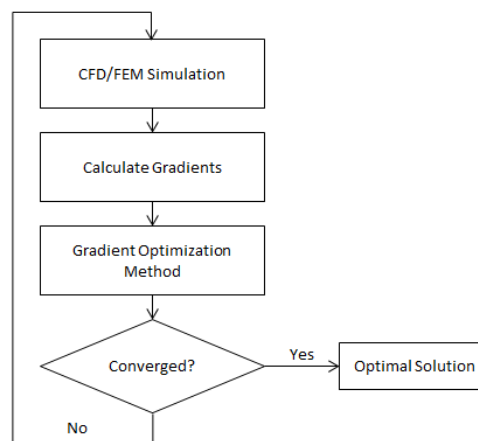 CFD/FEM Simulation
Calculate Gradients
Gradient Optimization
Method
Converged?
Yes
Optimal Solution
No